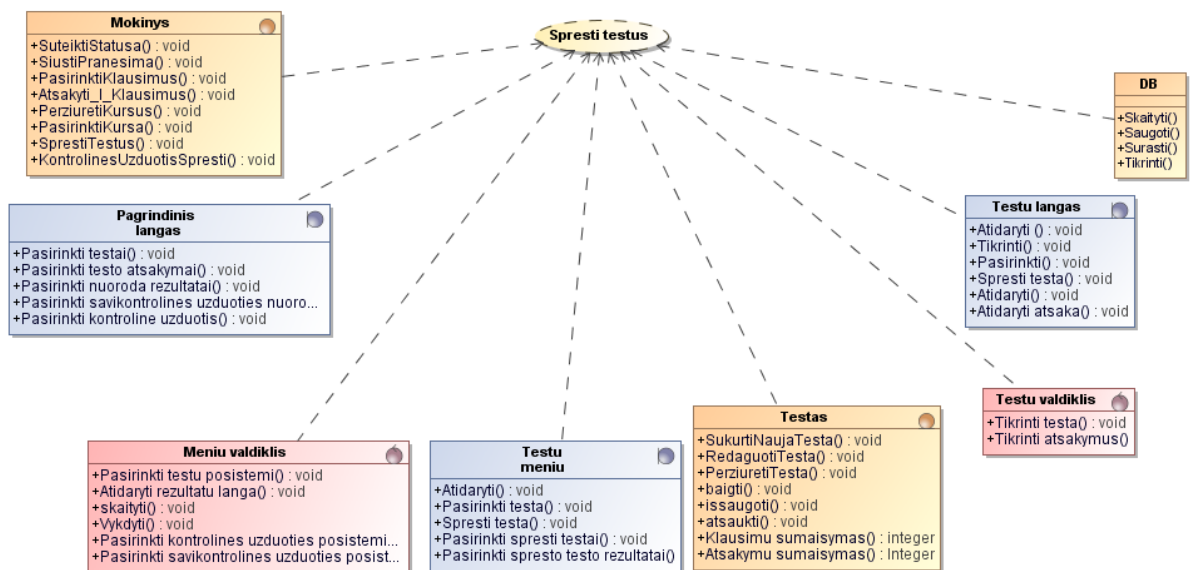 Mokinys
+SuteiktiStatusa() : void
+SiustiPranesima() : void
+PasirinktiKlausimus() : void
+Atsakyti_I_Klausimus() : void
+PerziuretiKursus() : void
+PasirinktiKursa() : void
+SprestiTestus() : void
+KontrolinesUzduotisSpresti() : void
Spresti testus
DB
+Skaityti()
+Saugoti()
+Surasti()
+Tikrinti()
Pagrindinis
langas
+Pasirinkti testai() : void
+Pasirinkti testo atsakymai() : void
+Pasirinkti nuoroda rezultatai() : void
+Pasirinkti savikontrolines uzduoties nuoro...
+Pasirinkti kontroline uzduotis() : void
Testu langas
+Atidaryti () : void
+Tikrinti() : void
+Pasirinkti() : void
+Spresti testa() : void
+Atidaryti() : void
+Atidaryti atsaka() : void
Meniu valdiklis
+Pasirinkti testu posistemi() : void
+Atidaryti rezultatu langa() : void
+skaityti() : void
+Vykdyti() : void
+Pasirinkti kontrolines uzduoties posistemi...
+Pasirinkti savikontrolines uzduoties posist...
Testu
meniu
+Atidaryti() : void
+Pasirinkti testa() : void
+Spresti testa() : void
+Pasirinkti spresti testai() : void
+Pasirinkti spresto testo rezultatai()
Testas
+SukurtiNaujaTesta() : void
+RedaguotiTesta() : void
+PerziuretiTesta() : void
+baigti() : void
+issaugoti() : void
+atsaukti() : void
+Klausimu sumaisymas() : integer
+Atsakymu sumaisymas() : Integer
Testu valdiklis
+Tikrinti testa() : void
+Tikrinti atsakymus()